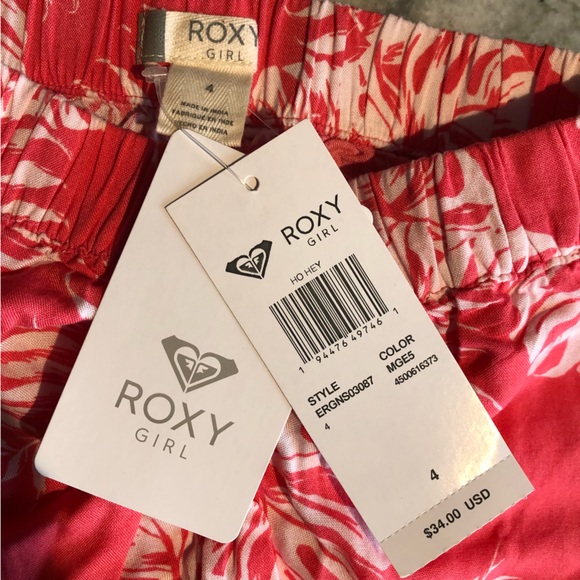 ROXY
GIRL
4
MADE IN INDIA
FABRIQUE EN INDE
HECHO EN INDIA
ROXY
GIRL
ROXY
GIRL
HO HEY
1 94476 49746 1
STYLE COLOR
ERGNS03087 MGE5
4 4500616373
4
$34.00 USD